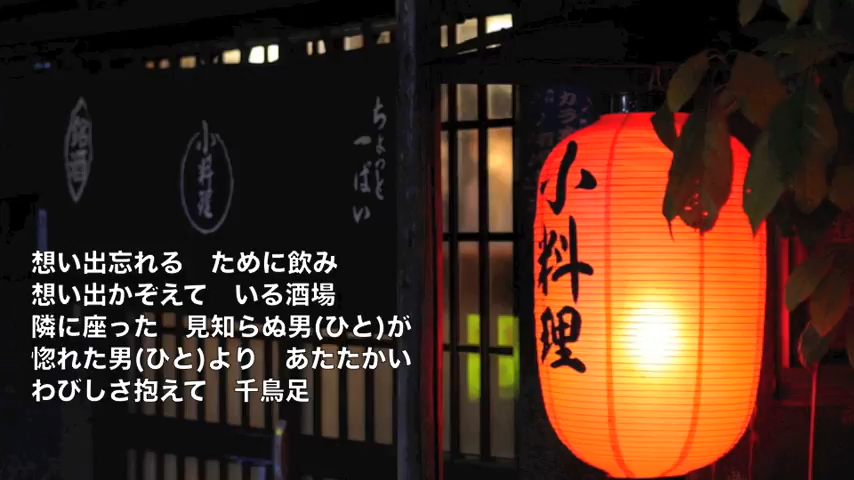 想い出忘れる　ために飲み
想い出かぞえて　いる酒場
隣に座った　見知らぬ男(ひと)が
惚れた男(ひと)より　あたたかい
わびしさ抱えて　千鳥足
小料理
ちょっと
一ぱい
小料理
カラオ